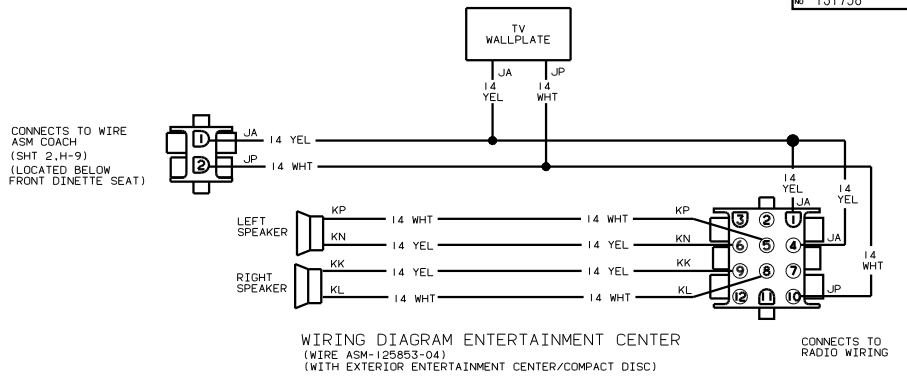 NO 131758
TV
WALLPLATE
JA
JP
14
YEL
14
WHT
CONNECTS TO WIRE
ASM COACH
(SHT 2,H-9)
(LOCATED BELOW
FRONT DINETTE SEAT)
1
2
JA
14 YEL
JP
14 WHT
14
YEL
JA
14
YEL
JA
14
WHT
JP
LEFT
SPEAKER
KP
14 WHT
14 WHT
KP
KN
14 YEL
14 YEL
KN
RIGHT
SPEAKER
KK
14 YEL
14 YEL
KK
KL
14 WHT
14 WHT
KL
3 2 1
6 5 4
9 8 7
12 11 10
WIRING DIAGRAM ENTERTAINMENT CENTER
(WIRE ASM-125853-04)
(WITH EXTERIOR ENTERTAINMENT CENTER/COMPACT DISC)
CONNECTS TO
RADIO WIRING